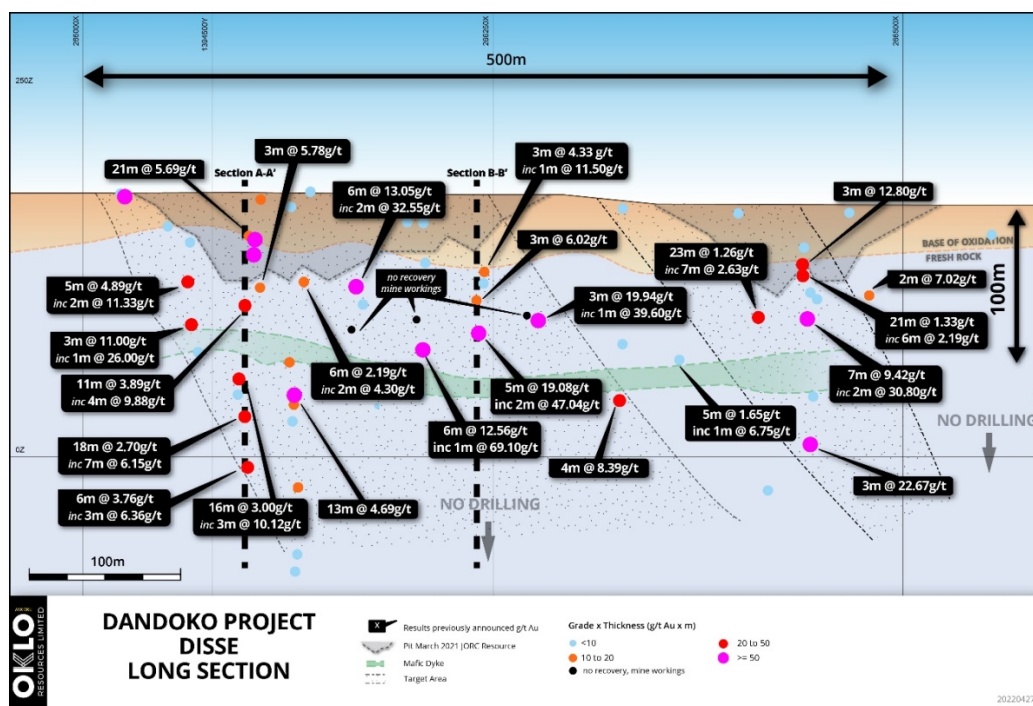 286000X
1394500Y
286250X
286500X
250Z
500m
3m @ 5.78g/t
21m @ 5.69g/t
Section A-A'
6m @ 13.05g/t
inc 2m @ 32.55g/t
Section B-B'
3m @ 4.33 g/t
inc 1m @ 11.50g/t
3m @ 12.80g/t
3m @ 6.02g/t
23m @ 1.26g/t
inc 7m @ 2.63g/t
BASE OF OXIDATION
FRESH ROCK
no recovery
mine workings
5m @ 4.89g/t
inc 2m @ 11.33g/t
2m @ 7.02g/t
100m
3m @ 19.94g/t
inc 1m @ 39.60g/t
21m @ 1.33g/t
inc 6m @ 2.19g/t
3m @ 11.00g/t
inc 1m @ 26.00g/t
11m @ 3.89g/t
inc 4m @ 9.88g/t
6m @ 2.19g/t
inc 2m @ 4.30g/t
5m @ 19.08g/t
inc 2m @ 47.04g/t
7m @ 9.42g/t
inc 2m @ 30.80g/t
5m @ 1.65g/t
inc 1m @ 6.75g/t
NO DRILLING
18m @ 2.70g/t
inc 7m @ 6.15g/t
6m @ 12.56g/t
inc 1m @ 69.10g/t
0Z
4m @ 8.39g/t
3m @ 22.67g/t
6m @ 3.76g/t
inc 3m @ 6.36g/t
16m @ 3.00g/t
inc 3m @ 10.12g/t
13m @ 4.69g/t
NO DRILLING
100m
OKLO
RESOURCES LIMITED
DANDOKO PROJECT
DISSE
LONG SECTION
X Results previously announced g/t Au
Pit March 2021 JORC Resource
Mafic Dyke
Target Area
Grade x Thickness (g/t Au x m)
<10
10 to 20
no recovery, mine workings
20 to 50
>= 50
20220427